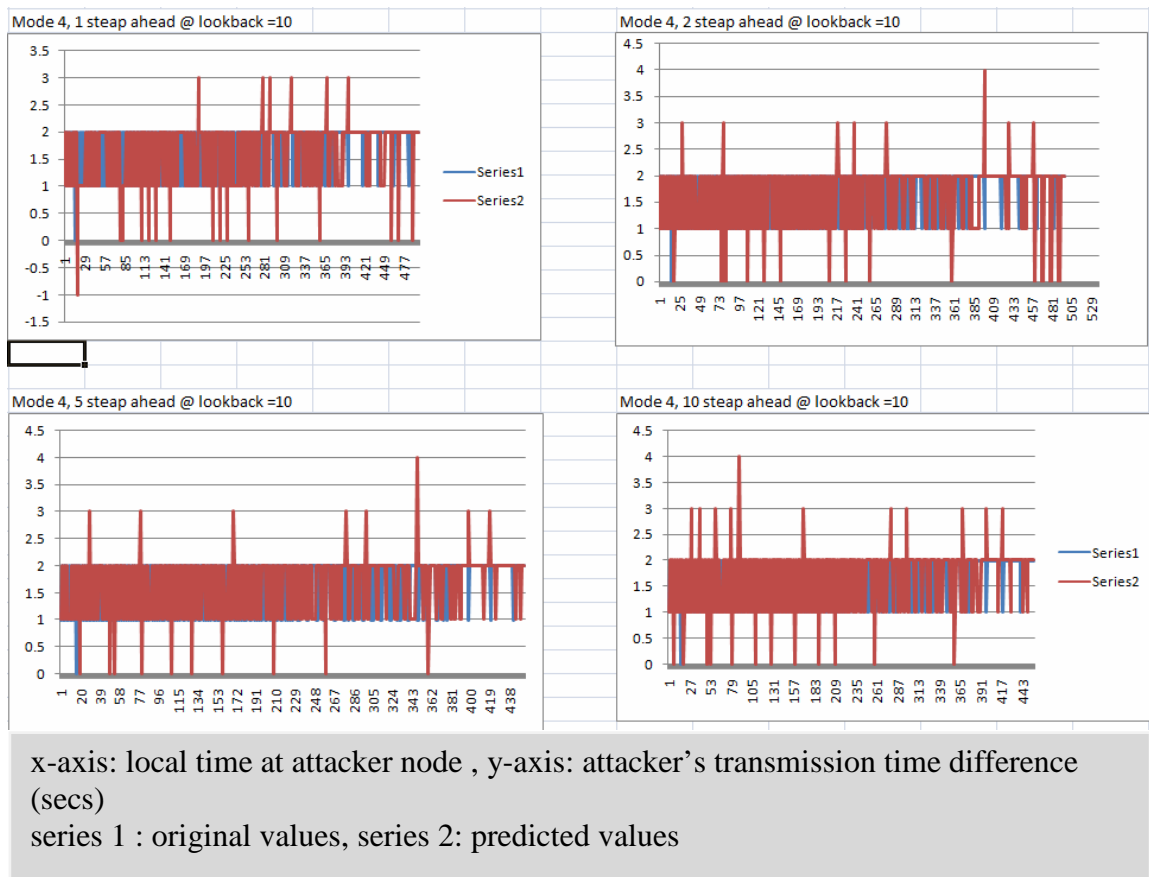 Mode 4, 1 steap ahead @ lookback =10
3.5
3
2.5
2
1.5
1
0.5
0
-0.5
-1
-1.5
1 29 57 85 113 141 169 197 225 253 281 309 337 365 393 421 449 477
Series1
Series2
Mode 4, 2 steap ahead @ lookback =10
4.5
4
3.5
3
2.5
2
1.5
1
0.5
0
1 25 49 73 97 121 145 169 193 217 241 265 289 313 337 361 385 409 433 457 481 505 529
Mode 4, 5 steap ahead @ lookback =10
4.5
4
3.5
3
2.5
2
1.5
1
0.5
0
1 20 39 58 77 96 115 134 153 172 191 210 229 248 267 286 305 324 343 362 381 400 419 438
Mode 4, 10 steap ahead @ lookback =10
4.5
4
3.5
3
2.5
2
1.5
1
0.5
0
1 27 53 79 105 131 157 183 209 235 261 287 313 339 365 391 417 443
Series1
Series2
x-axis: local time at attacker node , y-axis: attacker’s transmission time difference
(secs)
series 1 : original values, series 2: predicted values